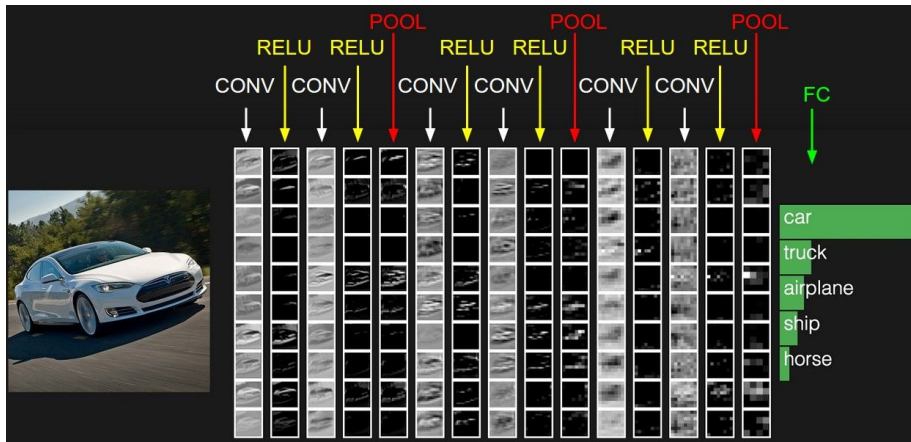 POOL POOL POOL
RELU RELU RELU RELU RELU RELU
CONV CONV CONV CONV CONV CONV
FC
car
truck
airplane
ship
horse